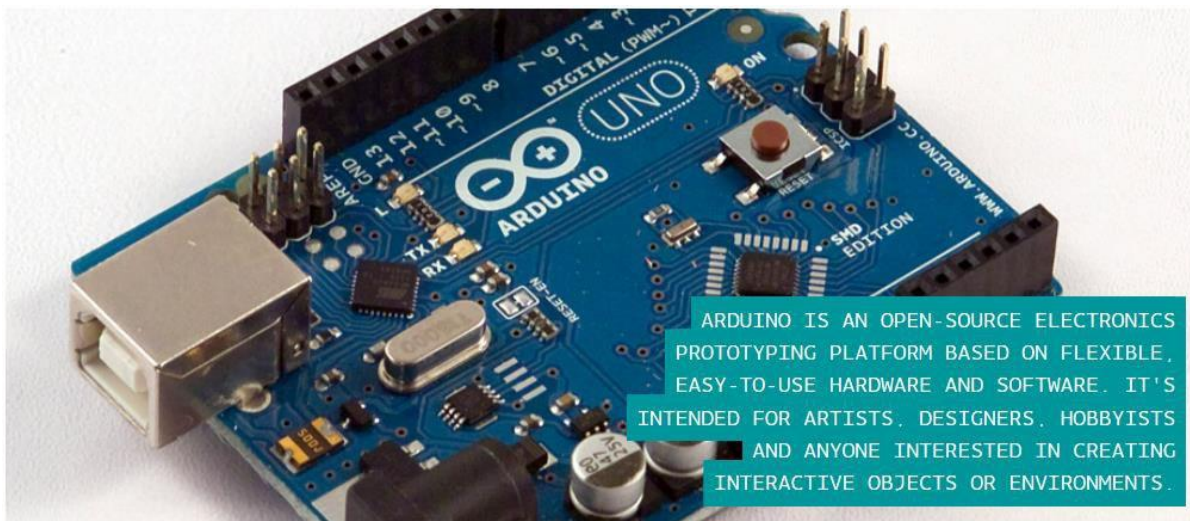 ~3
~5
4
~6
7
DIGITAL (PWM~)
8
~9
~10
~11
12
13
GND
AREF
ON
UNO
ICSP
ARDUINO
RESET
WWW.ARDUINO.CC
L
TX
RX
SMD
EDITION
RESET-EN
ARDUINO IS AN OPEN-SOURCE ELECTRONICS
PROTOTYPING PLATFORM BASED ON FLEXIBLE,
EASY-TO-USE HARDWARE AND SOFTWARE. IT'S
INTENDED FOR ARTISTS, DESIGNERS, HOBBYISTS
AND ANYONE INTERESTED IN CREATING
INTERACTIVE OBJECTS OR ENVIRONMENTS.